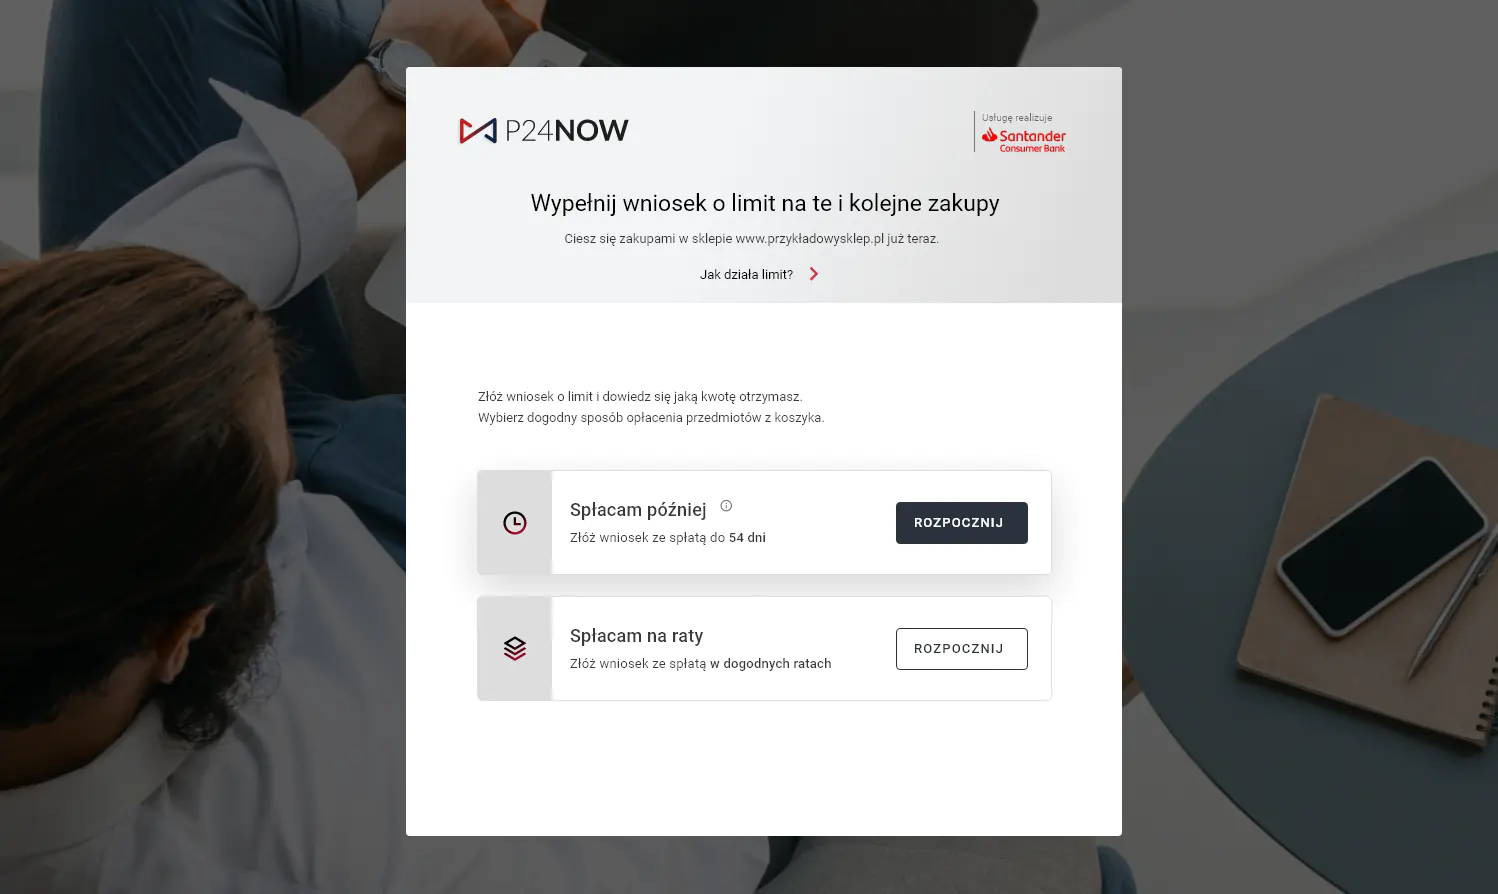 P24NOW
Usługę realizuje
Santander
Consumer Bank
Wypełnij wniosek o limit na te i kolejne zakupy
Ciesz się zakupami w sklepie www.przykładowysklep.pl już teraz.
Jak działa limit?
Złóż wniosek o limit i dowiedz się jaką kwotę otrzymasz.
Wybierz dogodny sposób opłacenia przedmiotów z koszyka.
Spłacam później
Złóż wniosek ze spłatą do 54 dni
ROZPOCZNIJ
Spłacam na raty
Złóż wniosek ze spłatą w dogodnych ratach
ROZPOCZNIJ